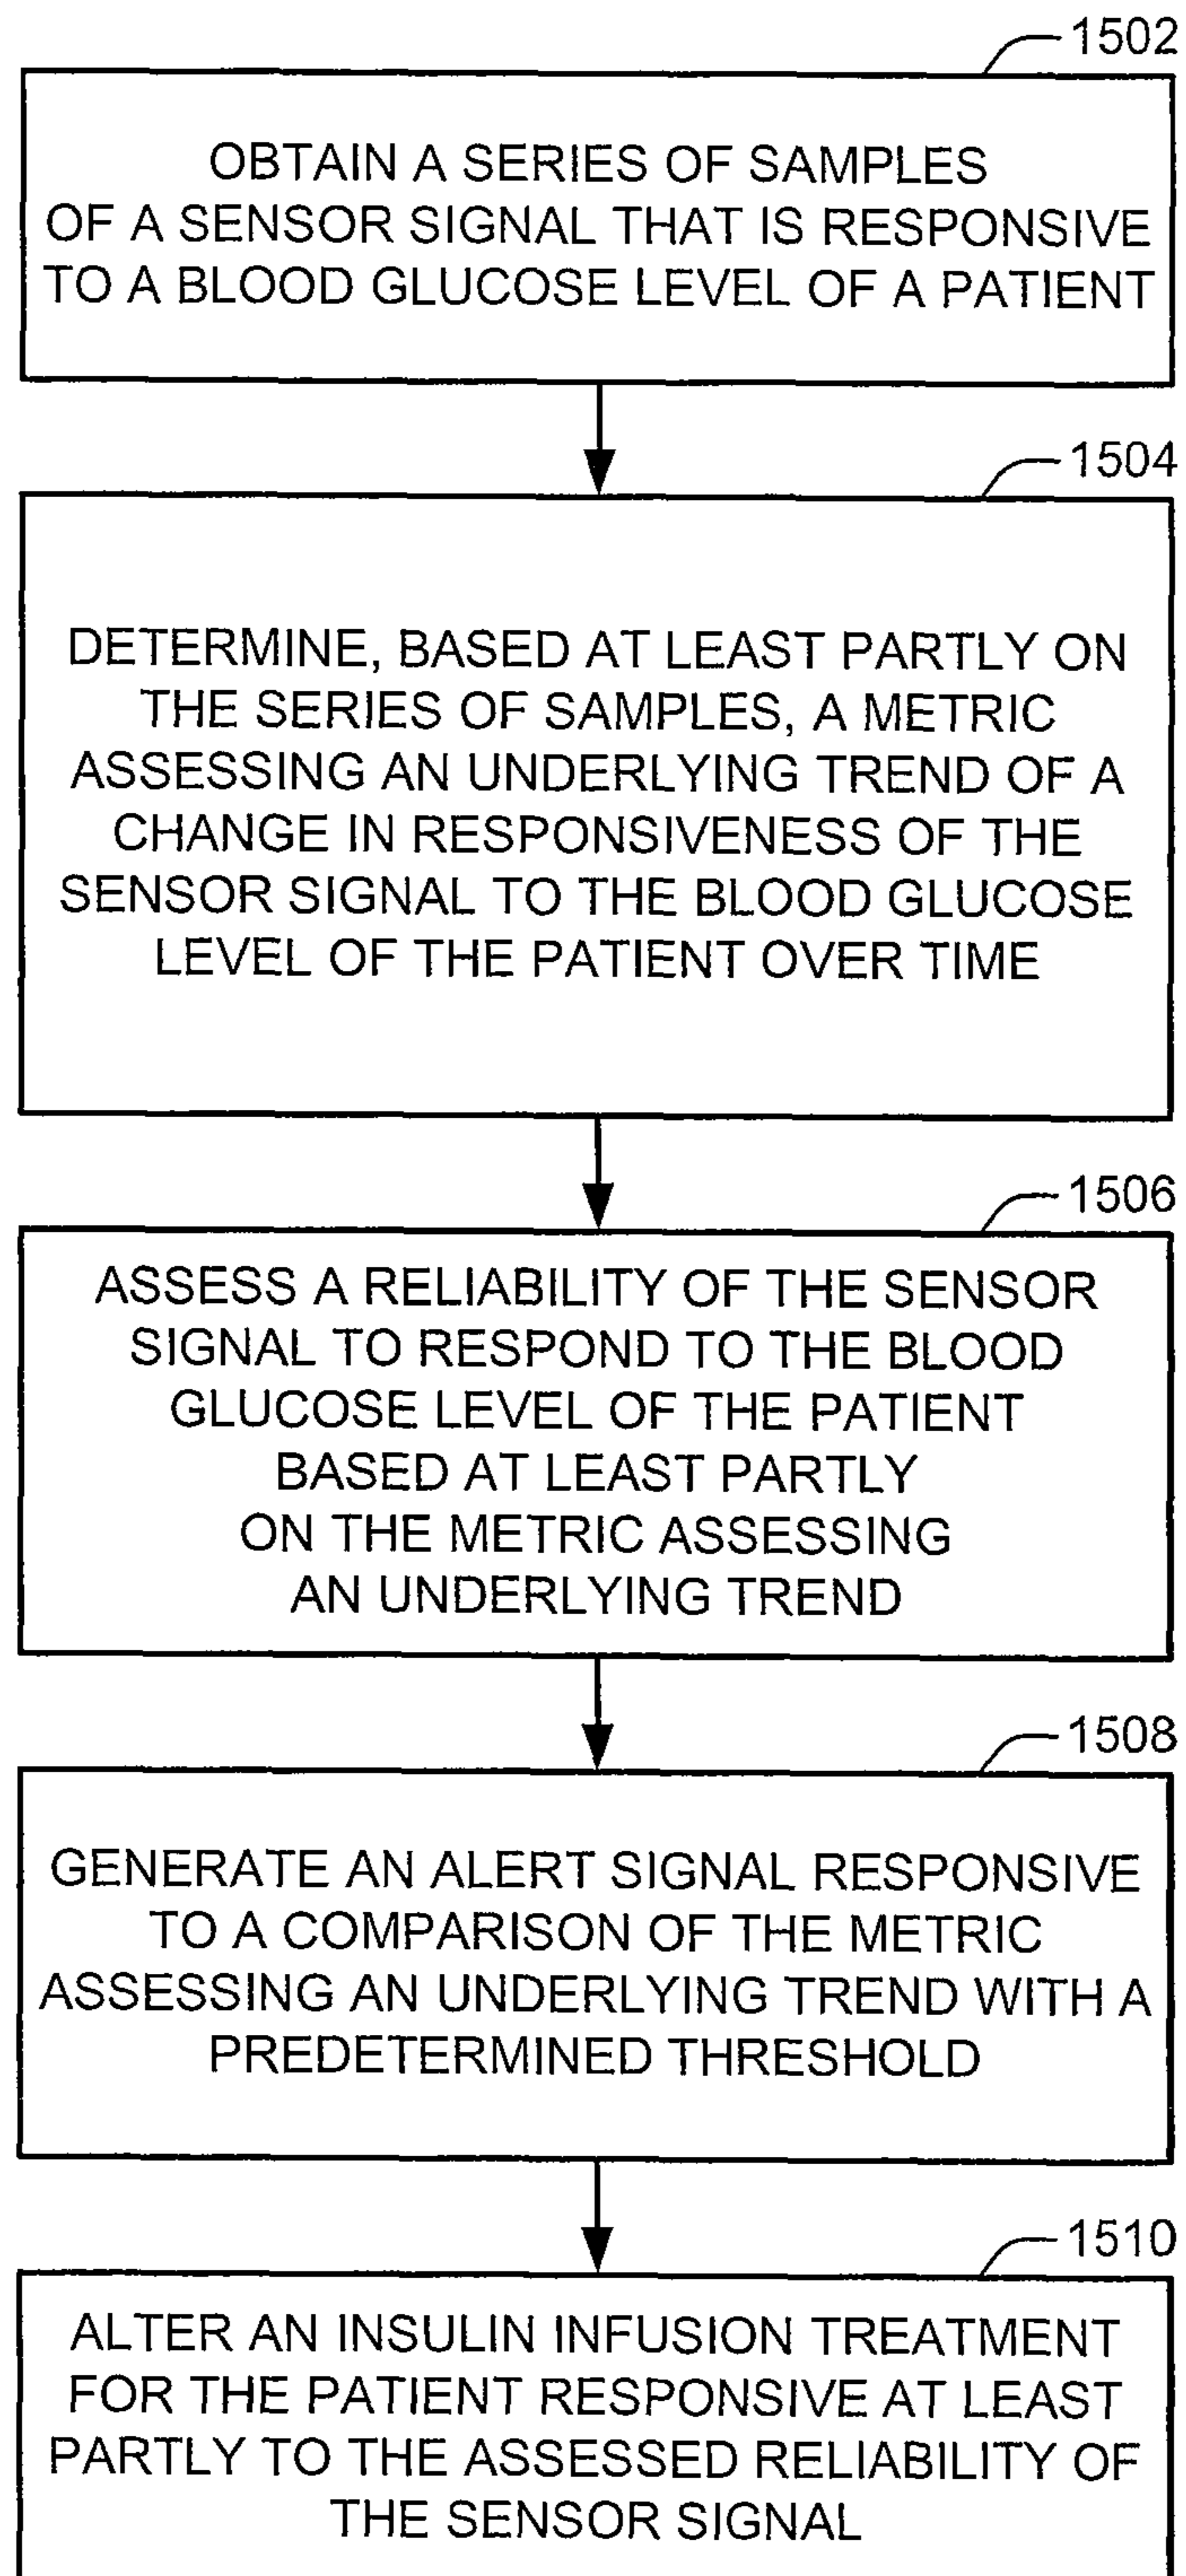 1502
OBTAIN A SERIES OF SAMPLES
OF A SENSOR SIGNAL THAT IS RESPONSIVE
TO A BLOOD GLUCOSE LEVEL OF A PATIENT
1504
DETERMINE, BASED AT LEAST PARTLY ON
THE SERIES OF SAMPLES, A METRIC
ASSESSING AN UNDERLYING TREND OF A
CHANGE IN RESPONSIVENESS OF THE
SENSOR SIGNAL TO THE BLOOD GLUCOSE
LEVEL OF THE PATIENT OVER TIME
1506
ASSESS A RELIABILITY OF THE SENSOR
SIGNAL TO RESPOND TO THE BLOOD
GLUCOSE LEVEL OF THE PATIENT
BASED AT LEAST PARTLY
ON THE METRIC ASSESSING
AN UNDERLYING TREND
1508
GENERATE AN ALERT SIGNAL RESPONSIVE
TO A COMPARISON OF THE METRIC
ASSESSING AN UNDERLYING TREND WITH A
PREDETERMINED THRESHOLD
1510
ALTER AN INSULIN INFUSION TREATMENT
FOR THE PATIENT RESPONSIVE AT LEAST
PARTLY TO THE ASSESSED RELIABILITY OF
THE SENSOR SIGNAL